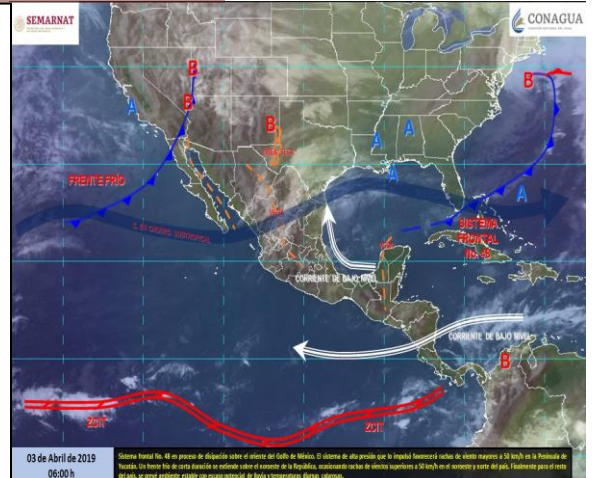 SEMARNAT
CONAGUA
B
B
B
B
A
A
A
A
A
FRENTE FRÍO
C. EN CHORRO SUBTROPICAL
SISTEMA
FRONTAL
No. 48
CORRIENTE DE BAJO NIVEL
CORRIENTE DE BAJO NIVEL
B
ZCIT
ZCIT
03 de Abril de 2019
06:00 h
Sistema frontal No. 48 en proceso de disipación sobre el oriente del Golfo de México. El sistema de alta presión que lo impulsó favorecerá rachas de viento mayores a 50 km/h en la Península de
Yucatán. Un frente frío de corta duración se extiende sobre el noroeste de la República, ocasionando rachas de vientos superiores a 50 km/h en el noroeste y norte del país. Finalmente para el resto
del país, se prevé ambiente estable con escaso potencial de lluvia y temperaturas diurnas calurosas.